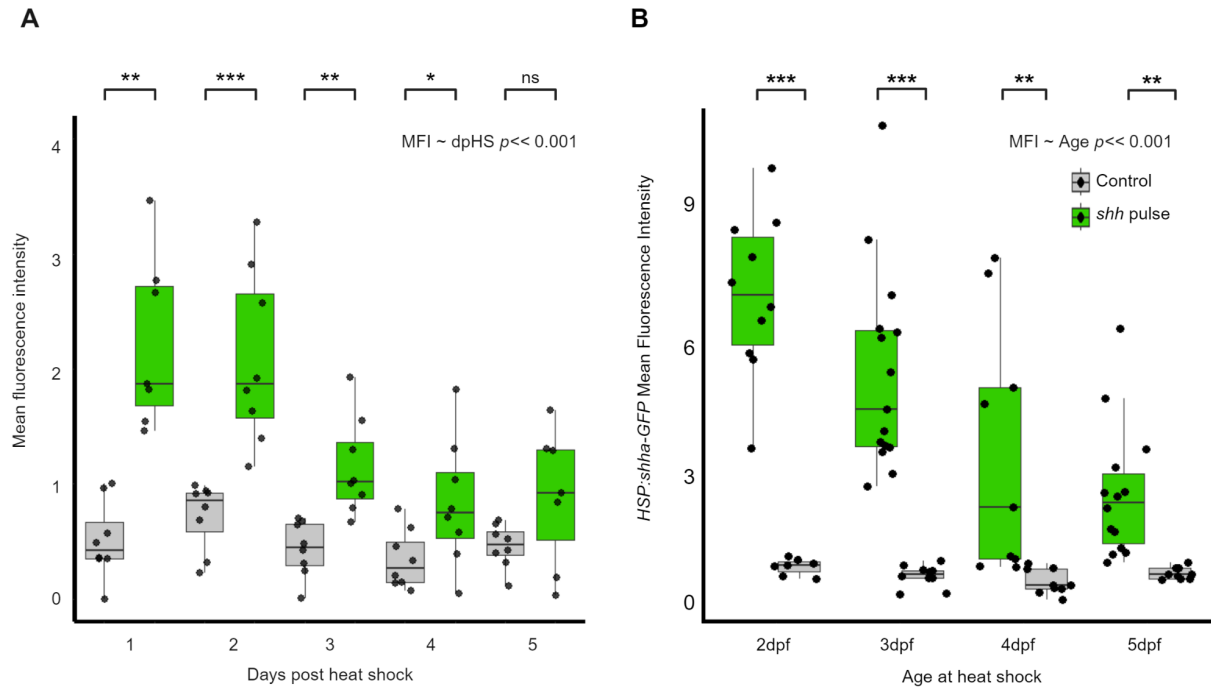 A
** *** ** * ns
MFI ~ dpHS p<< 0.001
4
3
2
1
0
Mean fluorescence intensity
1 2 3 4 5
Days post heat shock
B
*** *** ** **
MFI ~ Age p<< 0.001
Control
shh pulse
9
6
3
0
HSP:shha-GFP Mean Fluorescence Intensity
2dpf 3dpf 4dpf 5dpf
Age at heat shock